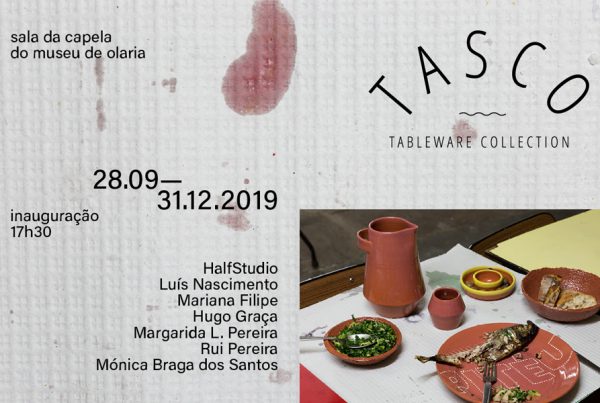 sala da capela
do museu de olaria
TASCO
TABLEWARE COLLECTION
28.09—
31.12.2019
inauguração
17h30
HalfStudio
Luís Nascimento
Mariana Filipe
Hugo Graça
Margarida L. Pereira
Rui Pereira
Mónica Braga dos Santos